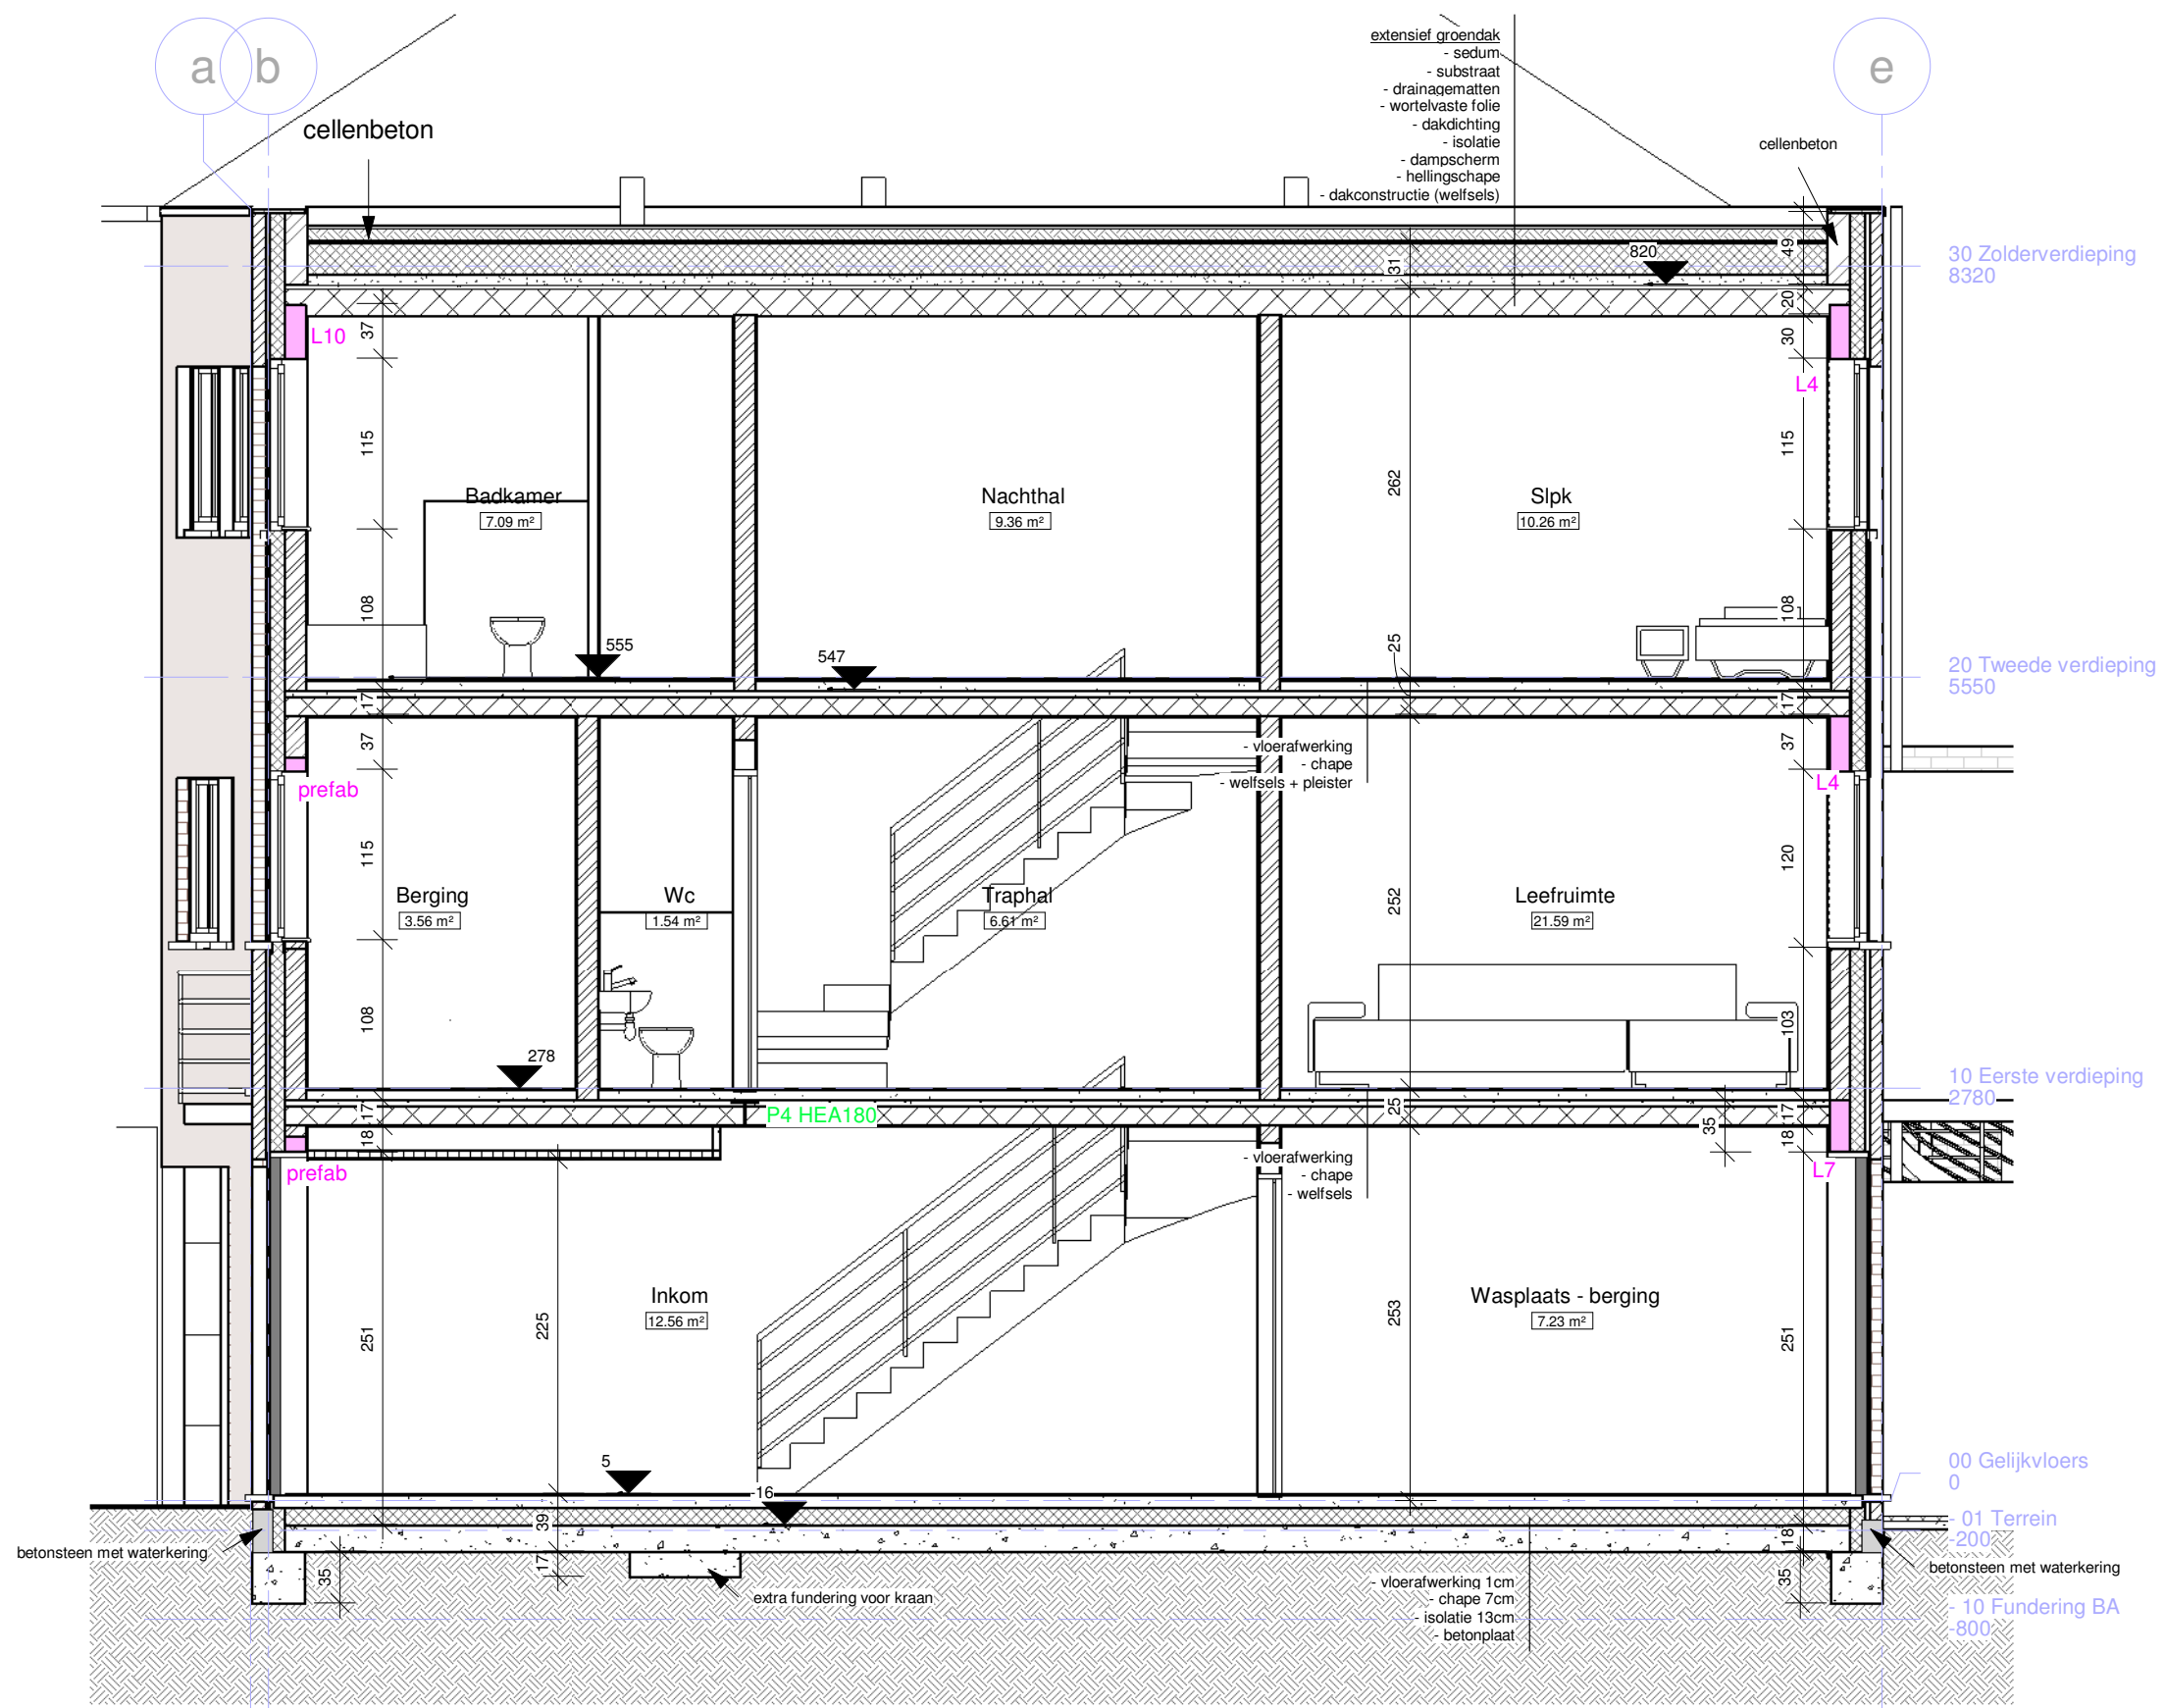 a
b
e
extensief groendak
- sedum
- substraat
- drainagematten
- wortelvaste folie
- dakdichting
- isolatie
- dampscherm
- hellingschape
- dakconstructie (welfsels)
cellenbeton
cellenbeton
49
31
820
30 Zolderverdieping
8320
20
37
L10
30
L4
115
115
262
Badkamer
7.09 m²
Nachthal
9.36 m²
Slpk
10.26 m²
108
108
555
547
25
20 Tweede verdieping
5550
17
17
37
37
- vloerafwerking
- chape
- welfsels + pleister
prefab
L4
115
120
252
Berging
3.56 m²
Wc
1.54 m²
Traphal
6.61 m²
Leefruimte
21.59 m²
108
103
278
10 Eerste verdieping
2780
17
P4 HEA180
25
17
18
35
18
prefab
- vloerafwerking
- chape
- welfsels
L7
251
225
Inkom
12.56 m²
253
Wasplaats - berging
7.23 m²
251
5
-16
00 Gelijkvloers
0
39
18
- 01 Terrein
-200
betonsteen met waterkering
17
35
35
betonsteen met waterkering
extra fundering voor kraan
- vloerafwerking 1cm
- chape 7cm
- isolatie 13cm
- betonplaat
- 10 Fundering BA
-800